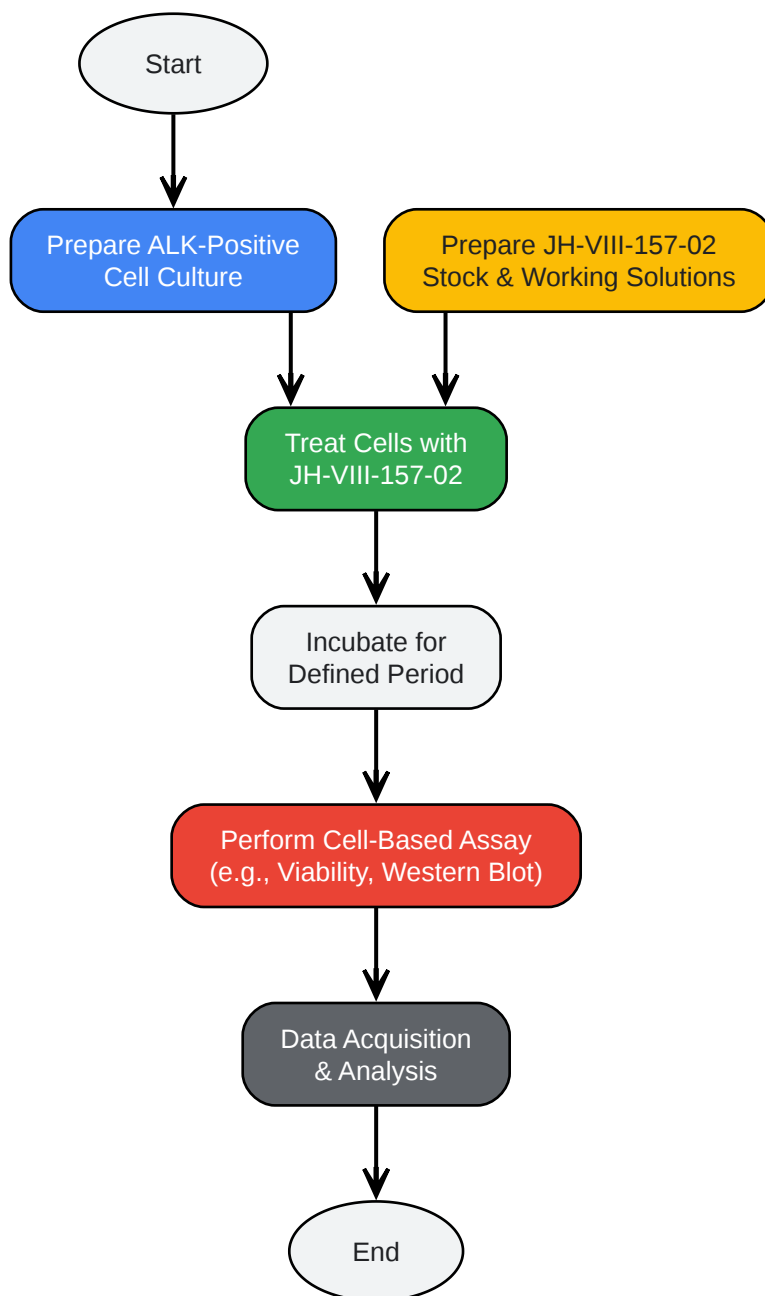 Start
Prepare ALK-Positive
Cell Culture
Prepare JH-VIII-157-02
Stock & Working Solutions
Treat Cells with
JH-VIII-157-02
Incubate for
Defined Period
Perform Cell-Based Assay
(e.g., Viability, Western Blot)
Data Acquisition
& Analysis
End